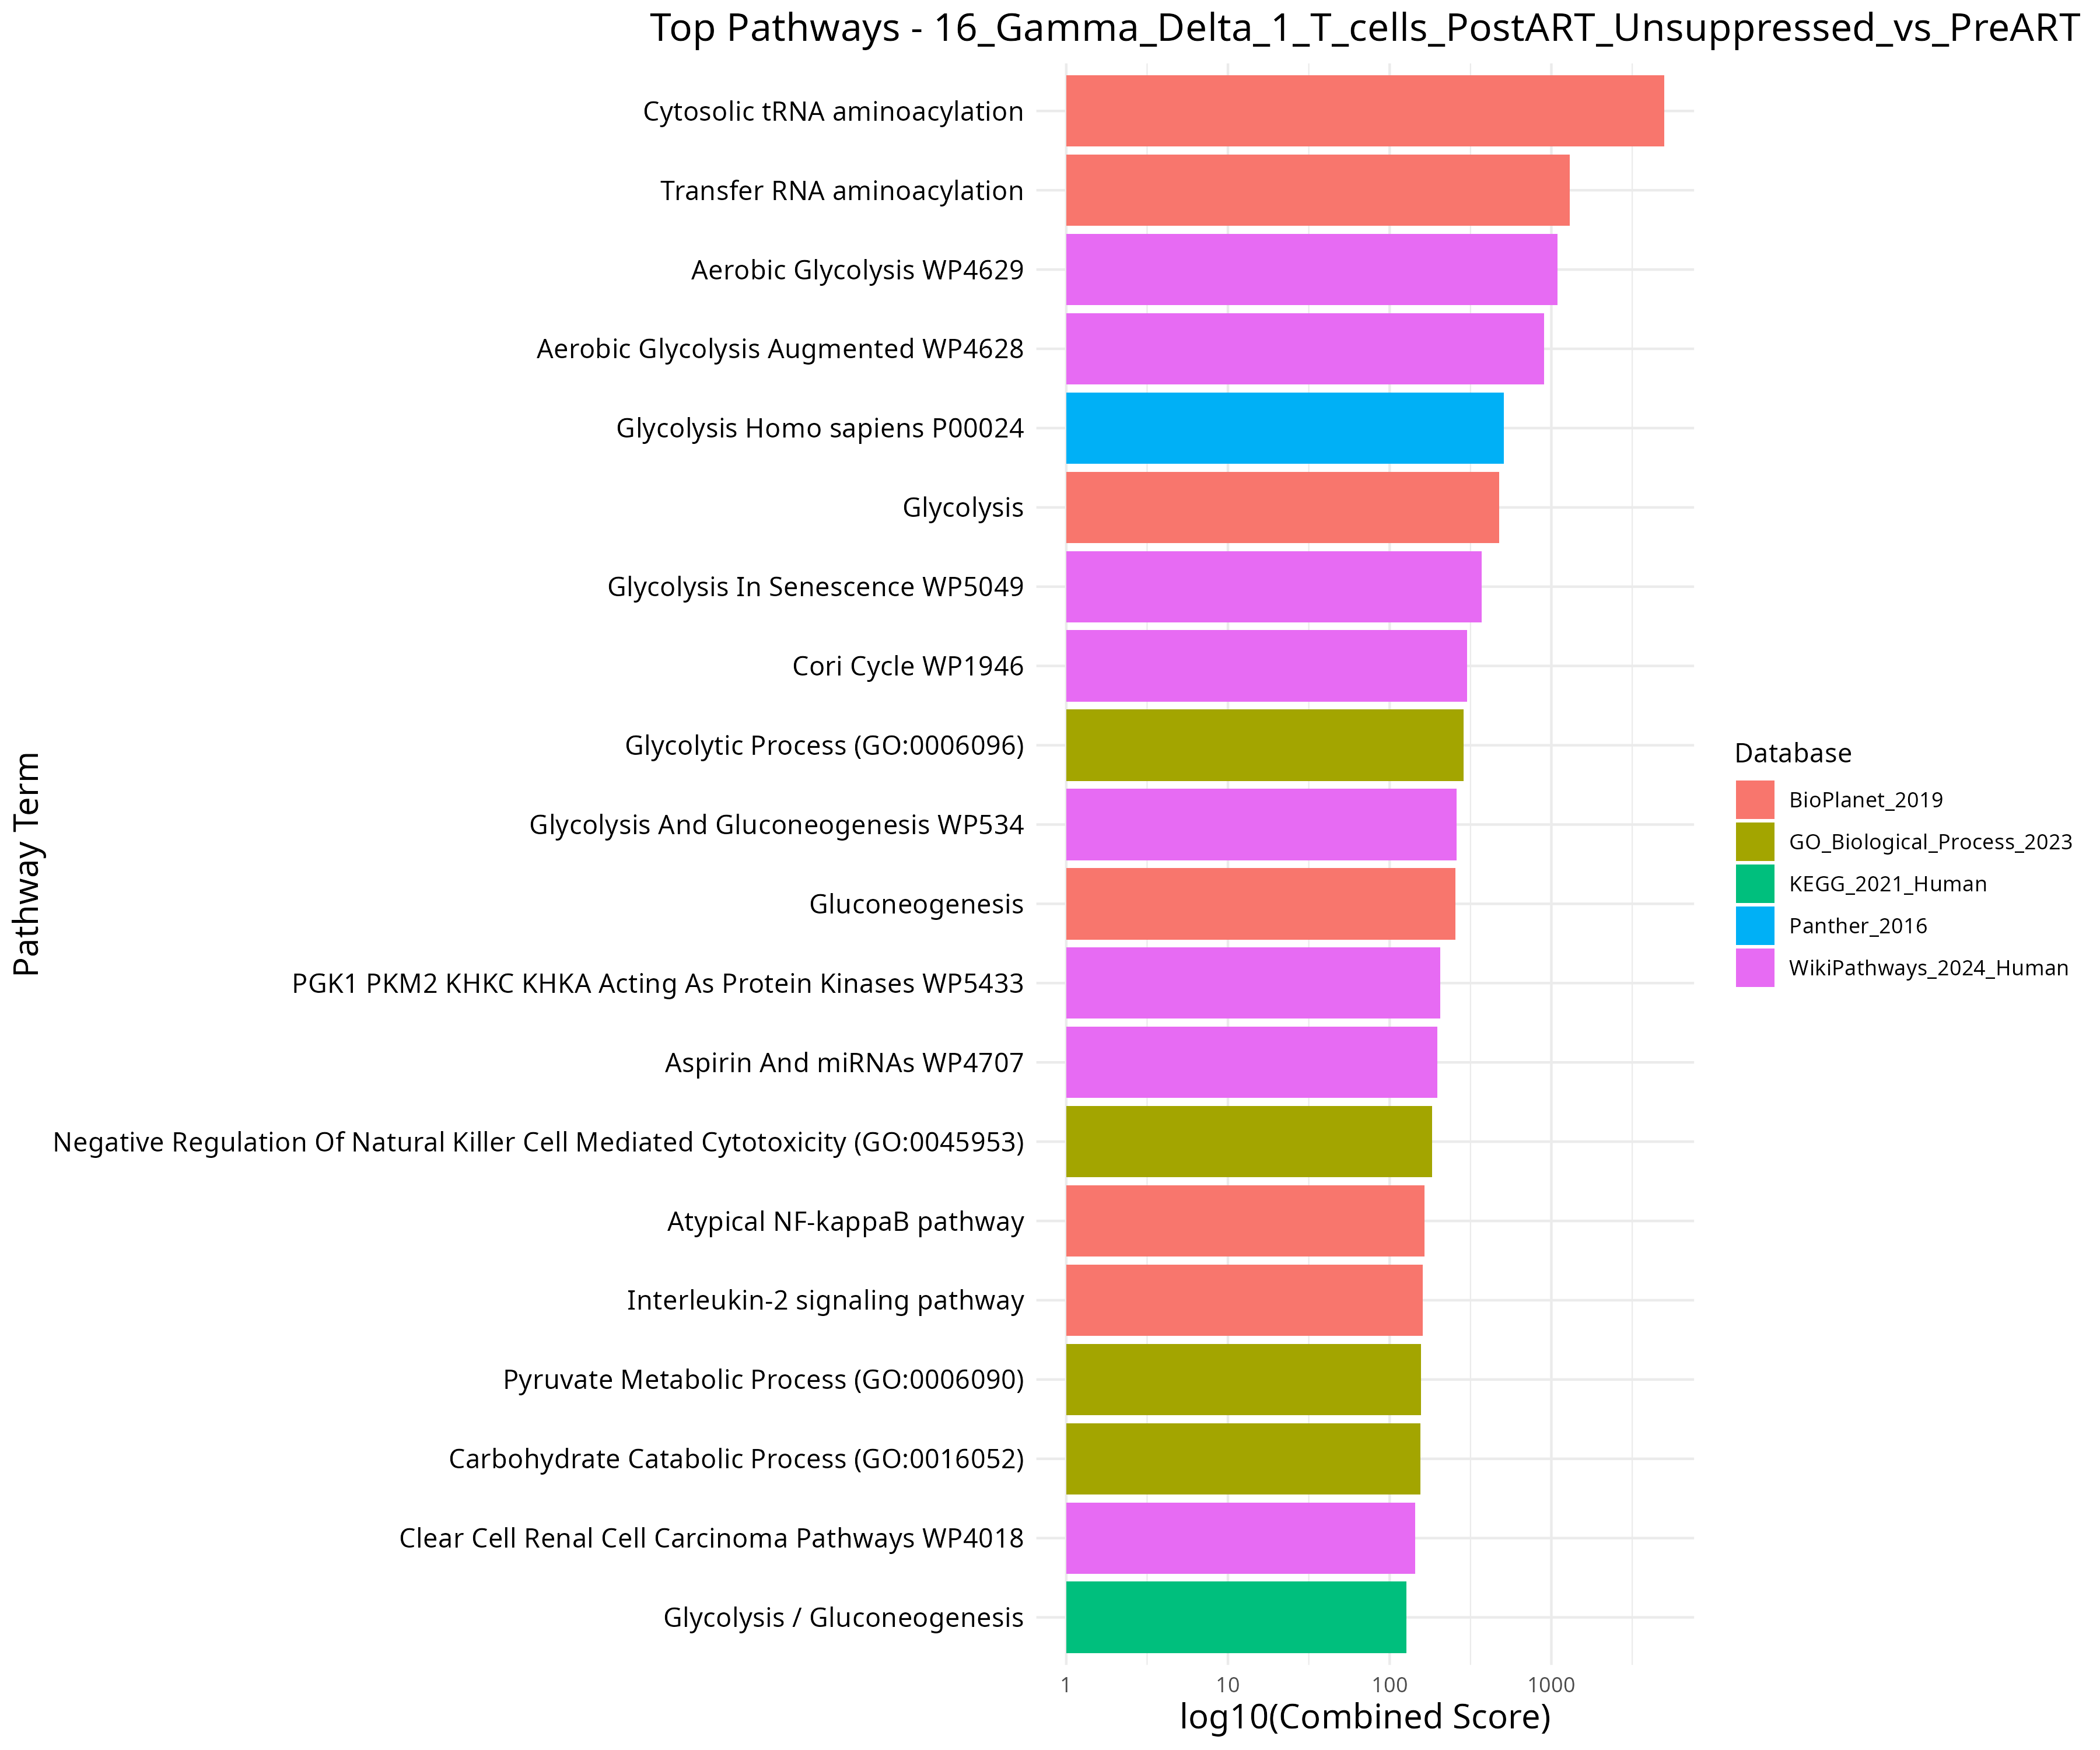 Top Pathways - 16_Gamma_Delta_1_T_cells_PostART_Unsuppressed_vs_PreART
Pathway Term
Cytosolic tRNA aminoacylation
Transfer RNA aminoacylation
Aerobic Glycolysis WP4629
Aerobic Glycolysis Augmented WP4628
Glycolysis Homo sapiens P00024
Glycolysis
Glycolysis In Senescence WP5049
Cori Cycle WP1946
Glycolytic Process (GO:0006096)
Glycolysis And Gluconeogenesis WP534
Gluconeogenesis
PGK1 PKM2 KHKC KHKA Acting As Protein Kinases WP5433
Aspirin And miRNAs WP4707
Negative Regulation Of Natural Killer Cell Mediated Cytotoxicity (GO:0045953)
Atypical NF-kappaB pathway
Interleukin-2 signaling pathway
Pyruvate Metabolic Process (GO:0006090)
Carbohydrate Catabolic Process (GO:0016052)
Clear Cell Renal Cell Carcinoma Pathways WP4018
Glycolysis / Gluconeogenesis
1 10 100 1000
log10(Combined Score)
Database
BioPlanet_2019
GO_Biological_Process_2023
KEGG_2021_Human
Panther_2016
WikiPathways_2024_Human